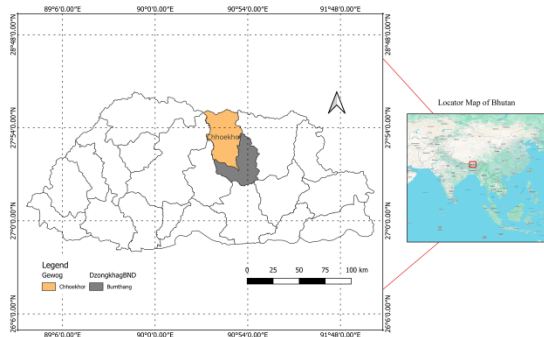 89°6'0.00"E 90°0'0.00"E 90°54'0.00"E 91°48'0.00"E
28°48'0.00"N 28°48'0.00"N
Locator Map of Bhutan
27°54'0.00"N 27°54'0.00"N
Chhoekhor
27°0'0.00"N 27°0'0.00"N
Legend
Gewog DzongkhagBND
Chhoekhor Bumthang
0 25 50 75 100 km
26°6'0.00"N 26°6'0.00"N
89°6'0.00"E 90°0'0.00"E 90°54'0.00"E 91°48'0.00"E